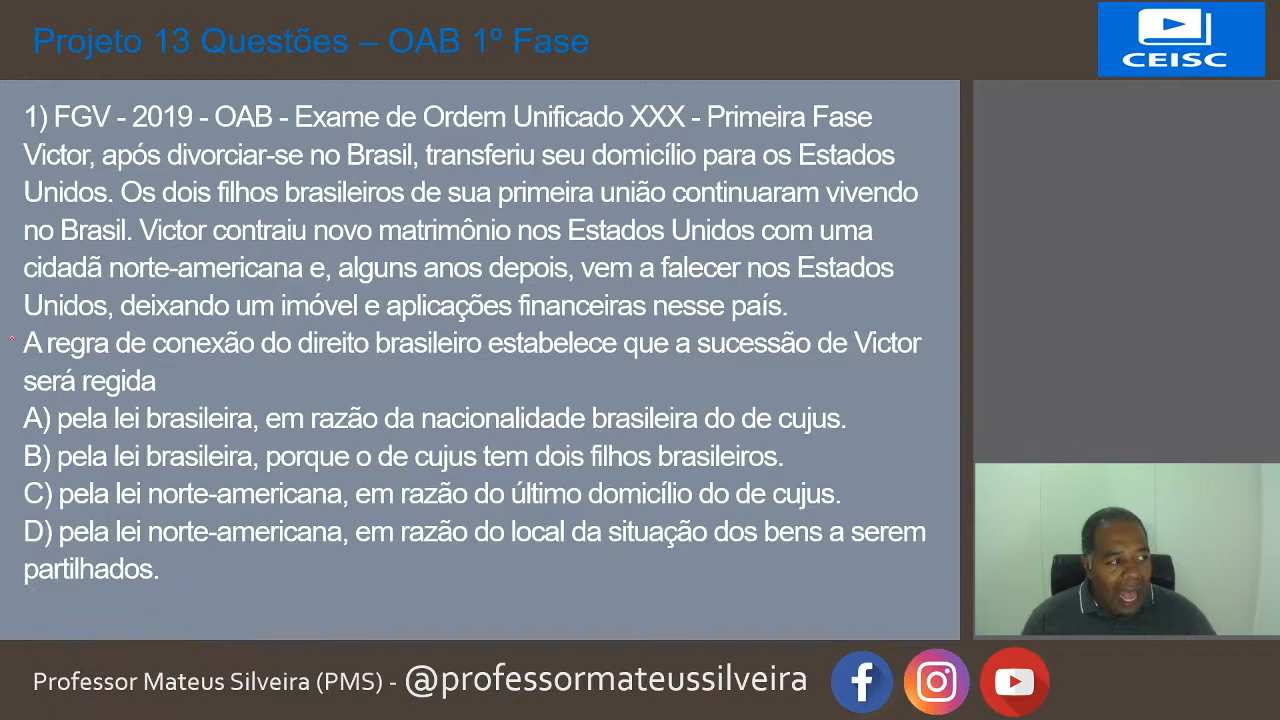 Projeto 13 Questões – OAB 1º Fase
CEISC
1) FGV - 2019 - OAB - Exame de Ordem Unificado XXX - Primeira Fase
Victor, após divorciar-se no Brasil, transferiu seu domicílio para os Estados
Unidos. Os dois filhos brasileiros de sua primeira união continuaram vivendo
no Brasil. Victor contraiu novo matrimônio nos Estados Unidos com uma
cidadã norte-americana e, alguns anos depois, vem a falecer nos Estados
Unidos, deixando um imóvel e aplicações financeiras nesse país.
A regra de conexão do direito brasileiro estabelece que a sucessão de Victor
será regida
A) pela lei brasileira, em razão da nacionalidade brasileira do de cujus.
B) pela lei brasileira, porque o de cujus tem dois filhos brasileiros.
C) pela lei norte-americana, em razão do último domicílio do de cujus.
D) pela lei norte-americana, em razão do local da situação dos bens a serem
partilhados.
Professor Mateus Silveira (PMS) - @professormateussilveira